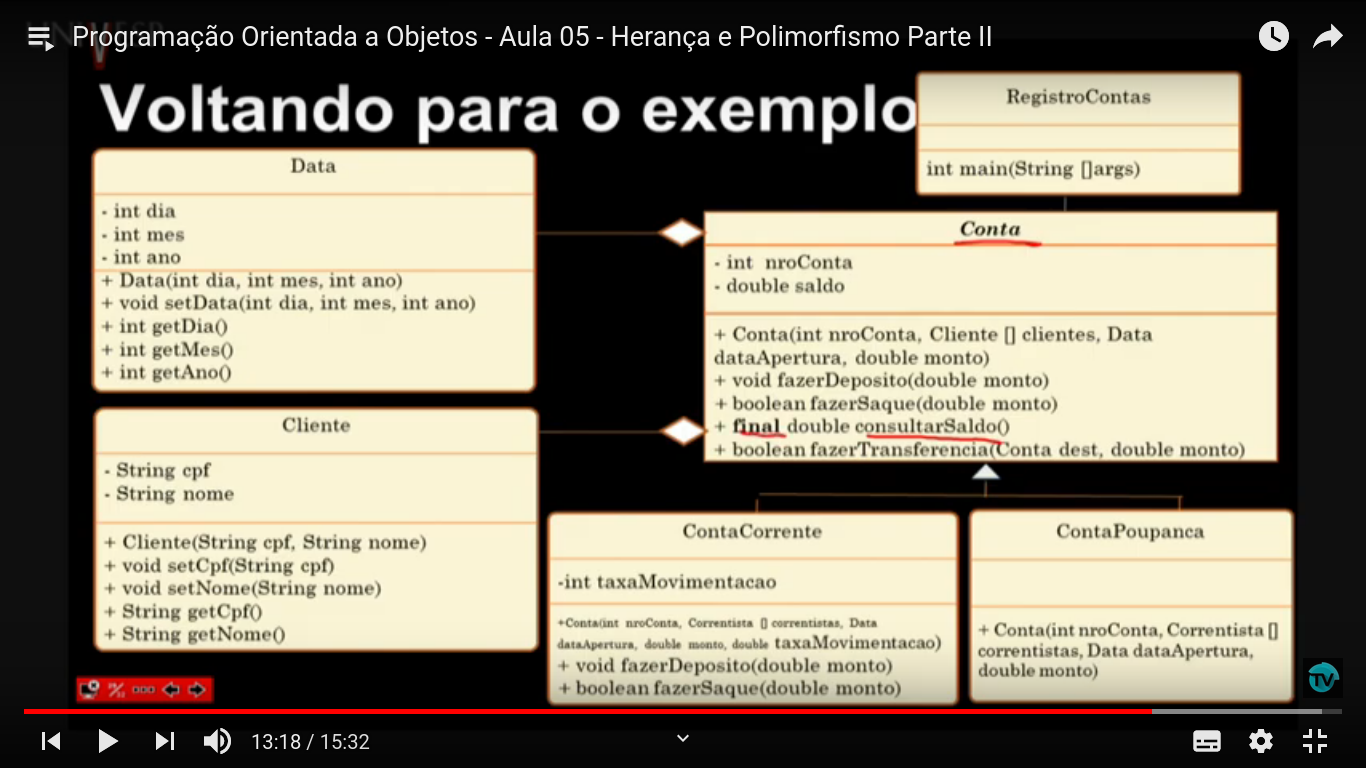 Programação Orientada a Objetos - Aula 05 - Herança e Polimorfismo Parte II
Voltando para o exemplo
RegistroContas
int main(String []args)
Data
- int dia
- int mes
- int ano
+ Data(int dia, int mes, int ano)
+ void setData(int dia, int mes, int ano)
+ int getDia()
+ int getMes()
+ int getAno()
Conta
- int nroConta
- double saldo
+ Conta(int nroConta, Cliente [] clientes, Data
dataApertura, double monto)
+ void fazerDeposito(double monto)
+ boolean fazerSaque(double monto)
+ final double consultarSaldo()
+ boolean fazerTransferencia(Conta dest, double monto)
Cliente
- String cpf
- String nome
+ Cliente(String cpf, String nome)
+ void setCpf(String cpf)
+ void setNome(String nome)
+ String getCpf()
+ String getNome()
ContaCorrente
-int taxaMovimentacao
+Conta(int nroConta, Correntista [] correntistas, Data
dataApertura, double monto, double taxaMovimentacao)
+ void fazerDeposito(double monto)
+ boolean fazerSaque(double monto)
ContaPoupanca
+ Conta(int nroConta, Correntista []
correntistas, Data dataApertura,
double monto)
TV
13:18 / 15:32